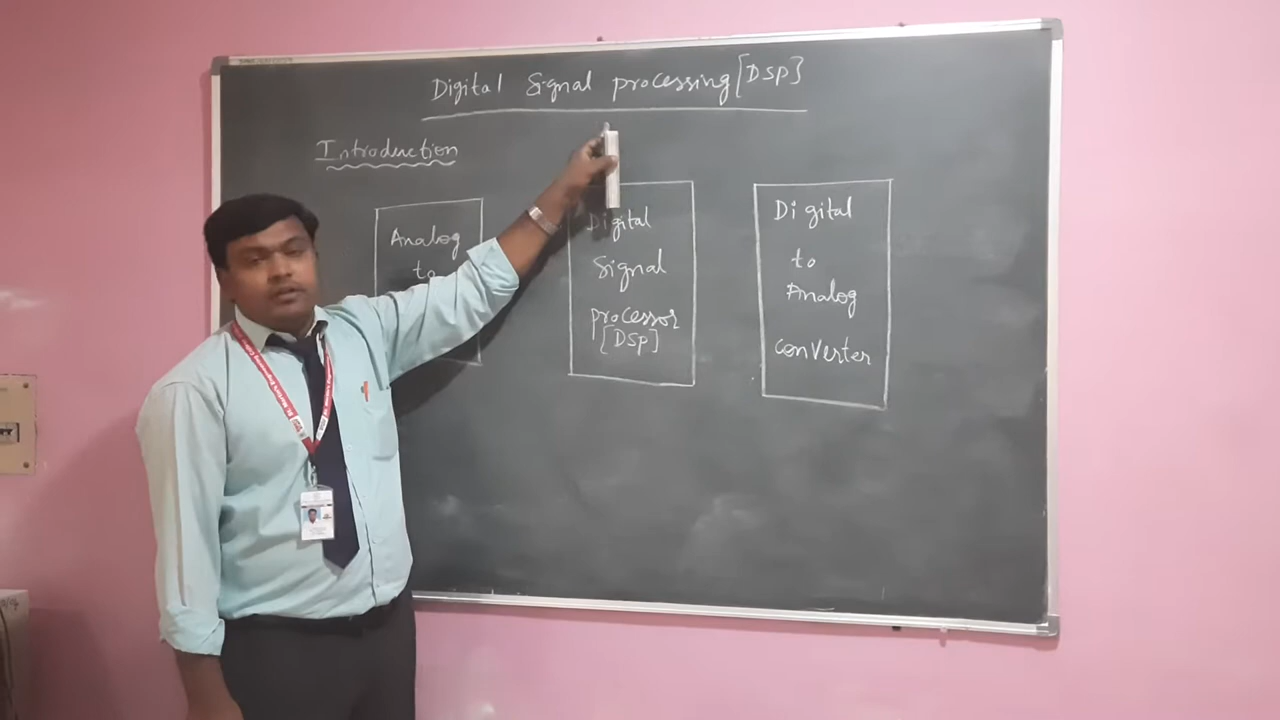 Digital Signal processing [DSP]
Introduction
Analog
to
Digital
Signal
processor
[DSP]
Digital
to
Analog
converter